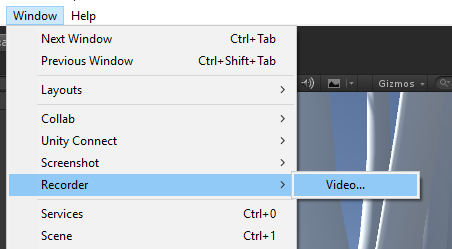 Window Help
Next Window Ctrl+Tab
Previous Window Ctrl+Shift+Tab
Layouts
Collab
Unity Connect
Screenshot
Recorder
Video...
Services Ctrl+0
Scene Ctrl+1
Gizmos